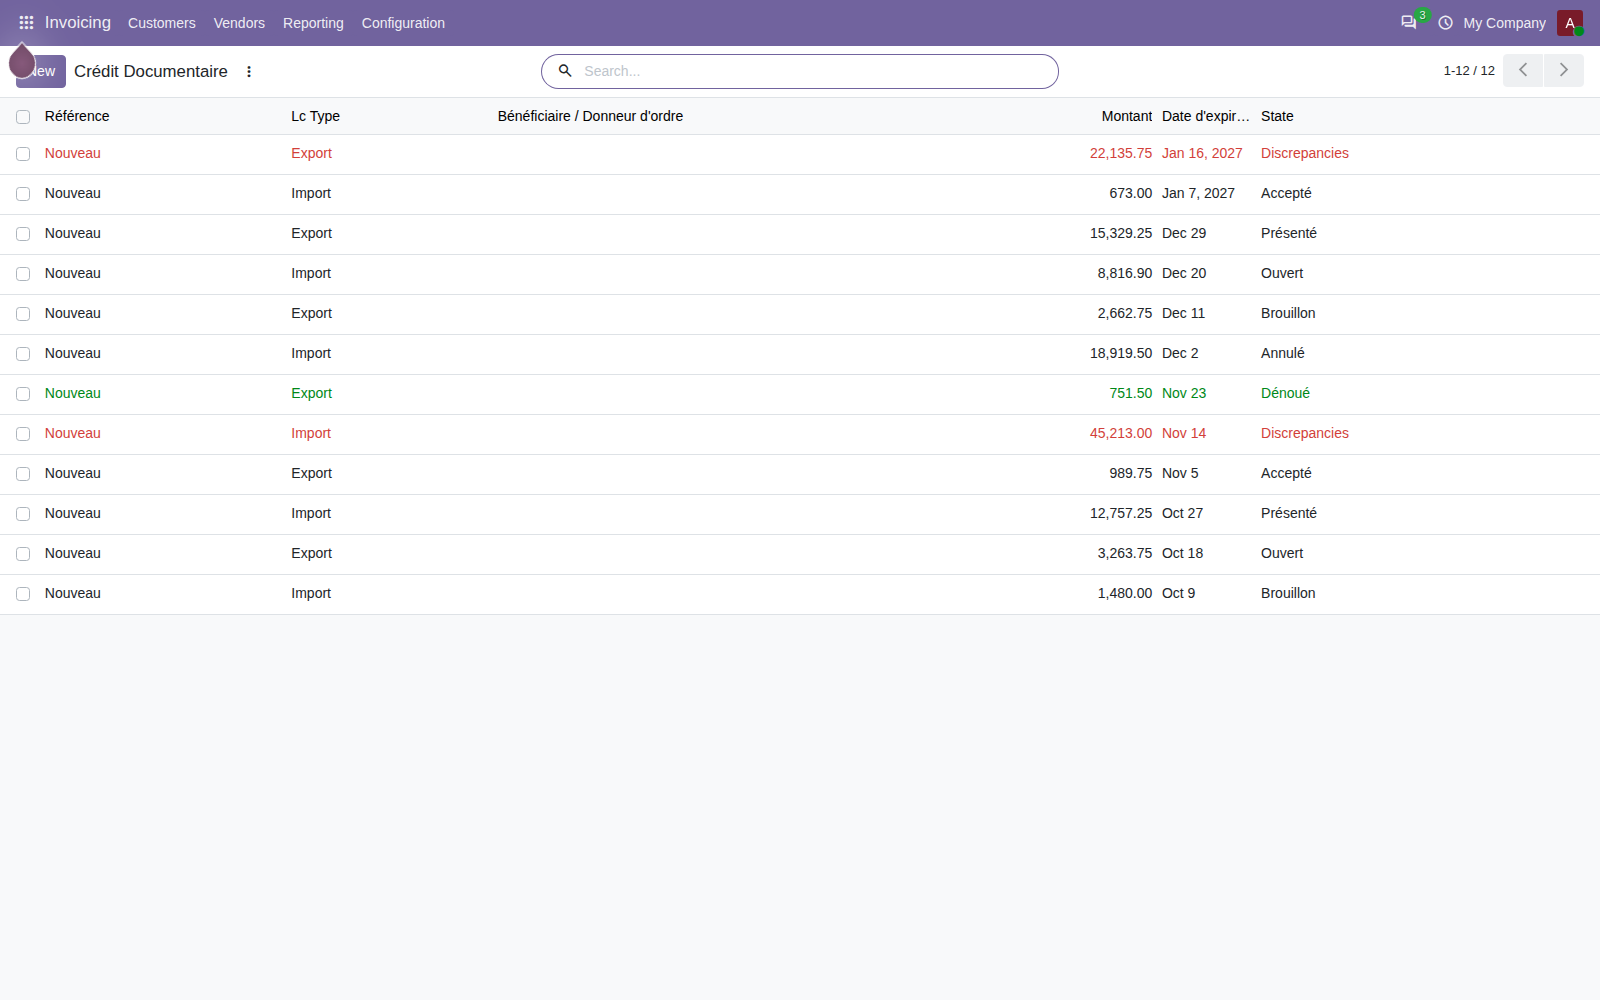 Invoicing Customers Vendors Reporting Configuration 3 My Company A
New Crédit Documentaire Search... 1-12 / 12
Référence Lc Type Bénéficiaire / Donneur d'ordre Montant Date d'expir... State
Nouveau Export 22,135.75 Jan 16, 2027 Discrepancies
Nouveau Import 673.00 Jan 7, 2027 Accepté
Nouveau Export 15,329.25 Dec 29 Présenté
Nouveau Import 8,816.90 Dec 20 Ouvert
Nouveau Export 2,662.75 Dec 11 Brouillon
Nouveau Import 18,919.50 Dec 2 Annulé
Nouveau Export 751.50 Nov 23 Dénoué
Nouveau Import 45,213.00 Nov 14 Discrepancies
Nouveau Export 989.75 Nov 5 Accepté
Nouveau Import 12,757.25 Oct 27 Présenté
Nouveau Export 3,263.75 Oct 18 Ouvert
Nouveau Import 1,480.00 Oct 9 Brouillon